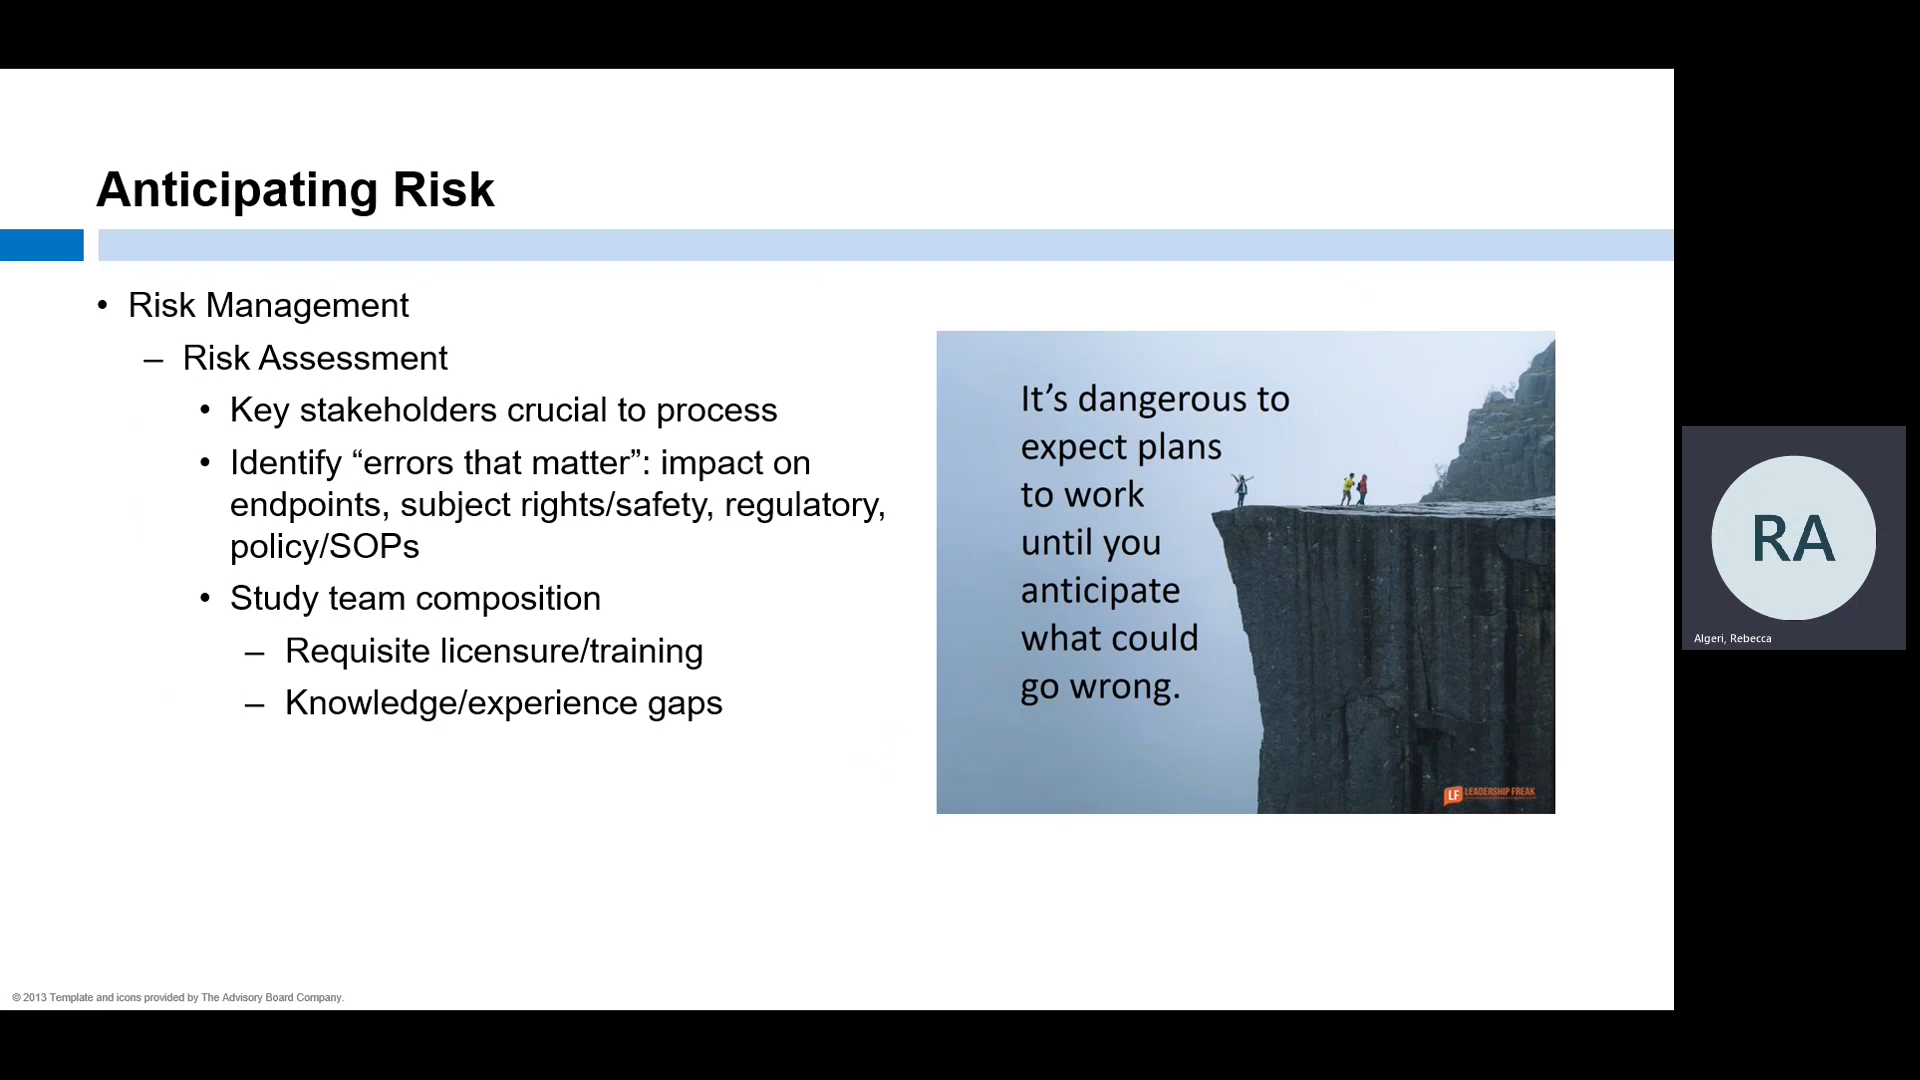 Anticipating Risk
• Risk Management
– Risk Assessment
• Key stakeholders crucial to process
• Identify “errors that matter”: impact on
endpoints, subject rights/safety, regulatory,
policy/SOPs
• Study team composition
– Requisite licensure/training
– Knowledge/experience gaps
It’s dangerous to
expect plans
to work
until you
anticipate
what could
go wrong.
LF LEADERSHIP FREAK
RA
Algeri, Rebecca
© 2013 Template and icons provided by The Advisory Board Company.